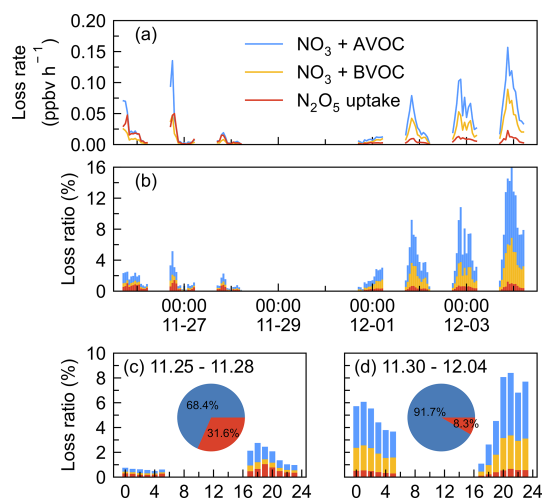 (a)
NO₃ + AVOC
NO₃ + BVOC
N₂O₅ uptake
Loss rate
(ppbv h⁻¹)
0.20
0.15
0.10
0.05
0.00
(b)
Loss ratio (%)
16
12
8
4
0
00:00 00:00 00:00 00:00
11-27 11-29 12-01 12-03
(c) 11.25 - 11.28
68.4%
31.6%
Loss ratio (%)
10
8
6
4
2
0
0 4 8 12 16 20 24
(d) 11.30 - 12.04
91.7%
8.3%
0 4 8 12 16 20 24